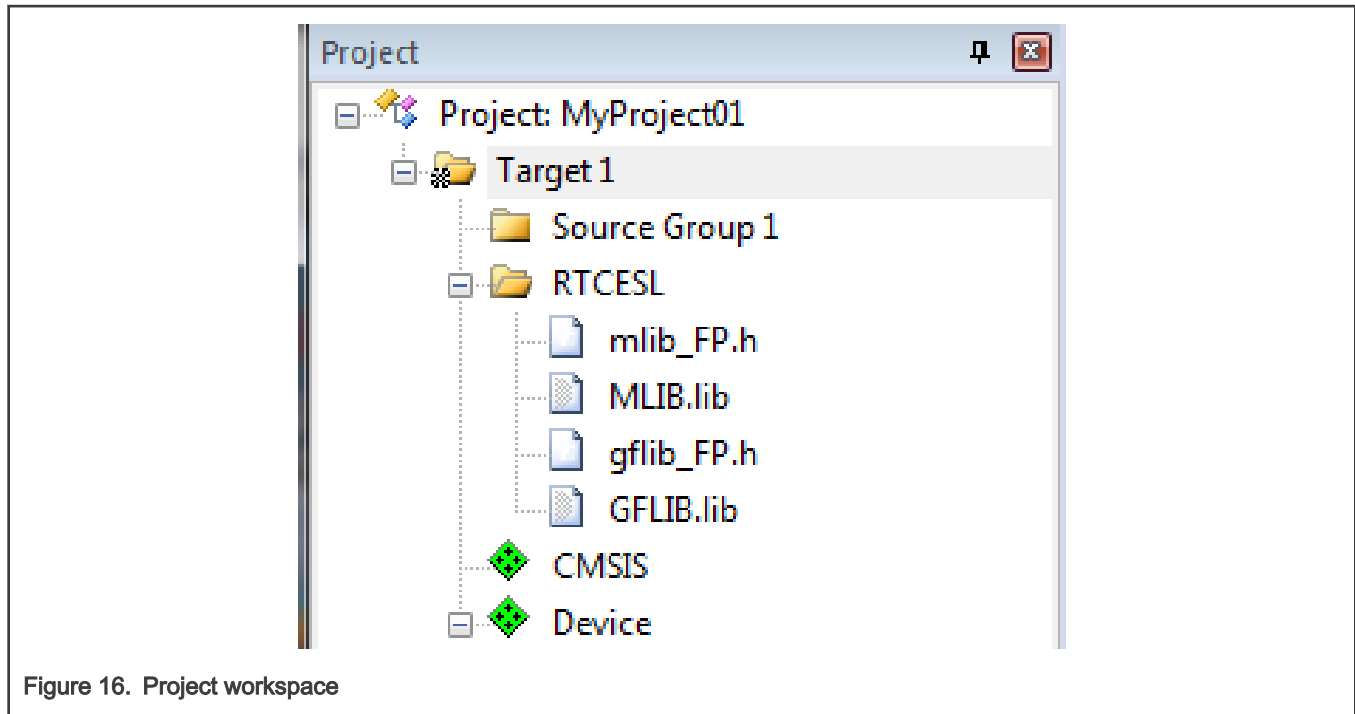 Project
Project: MyProject01
Target 1
Source Group 1
RTCESL
mlib_FP.h
MLIB.lib
gflib_FP.h
GFLIB.lib
CMSIS
Device
Figure 16. Project workspace